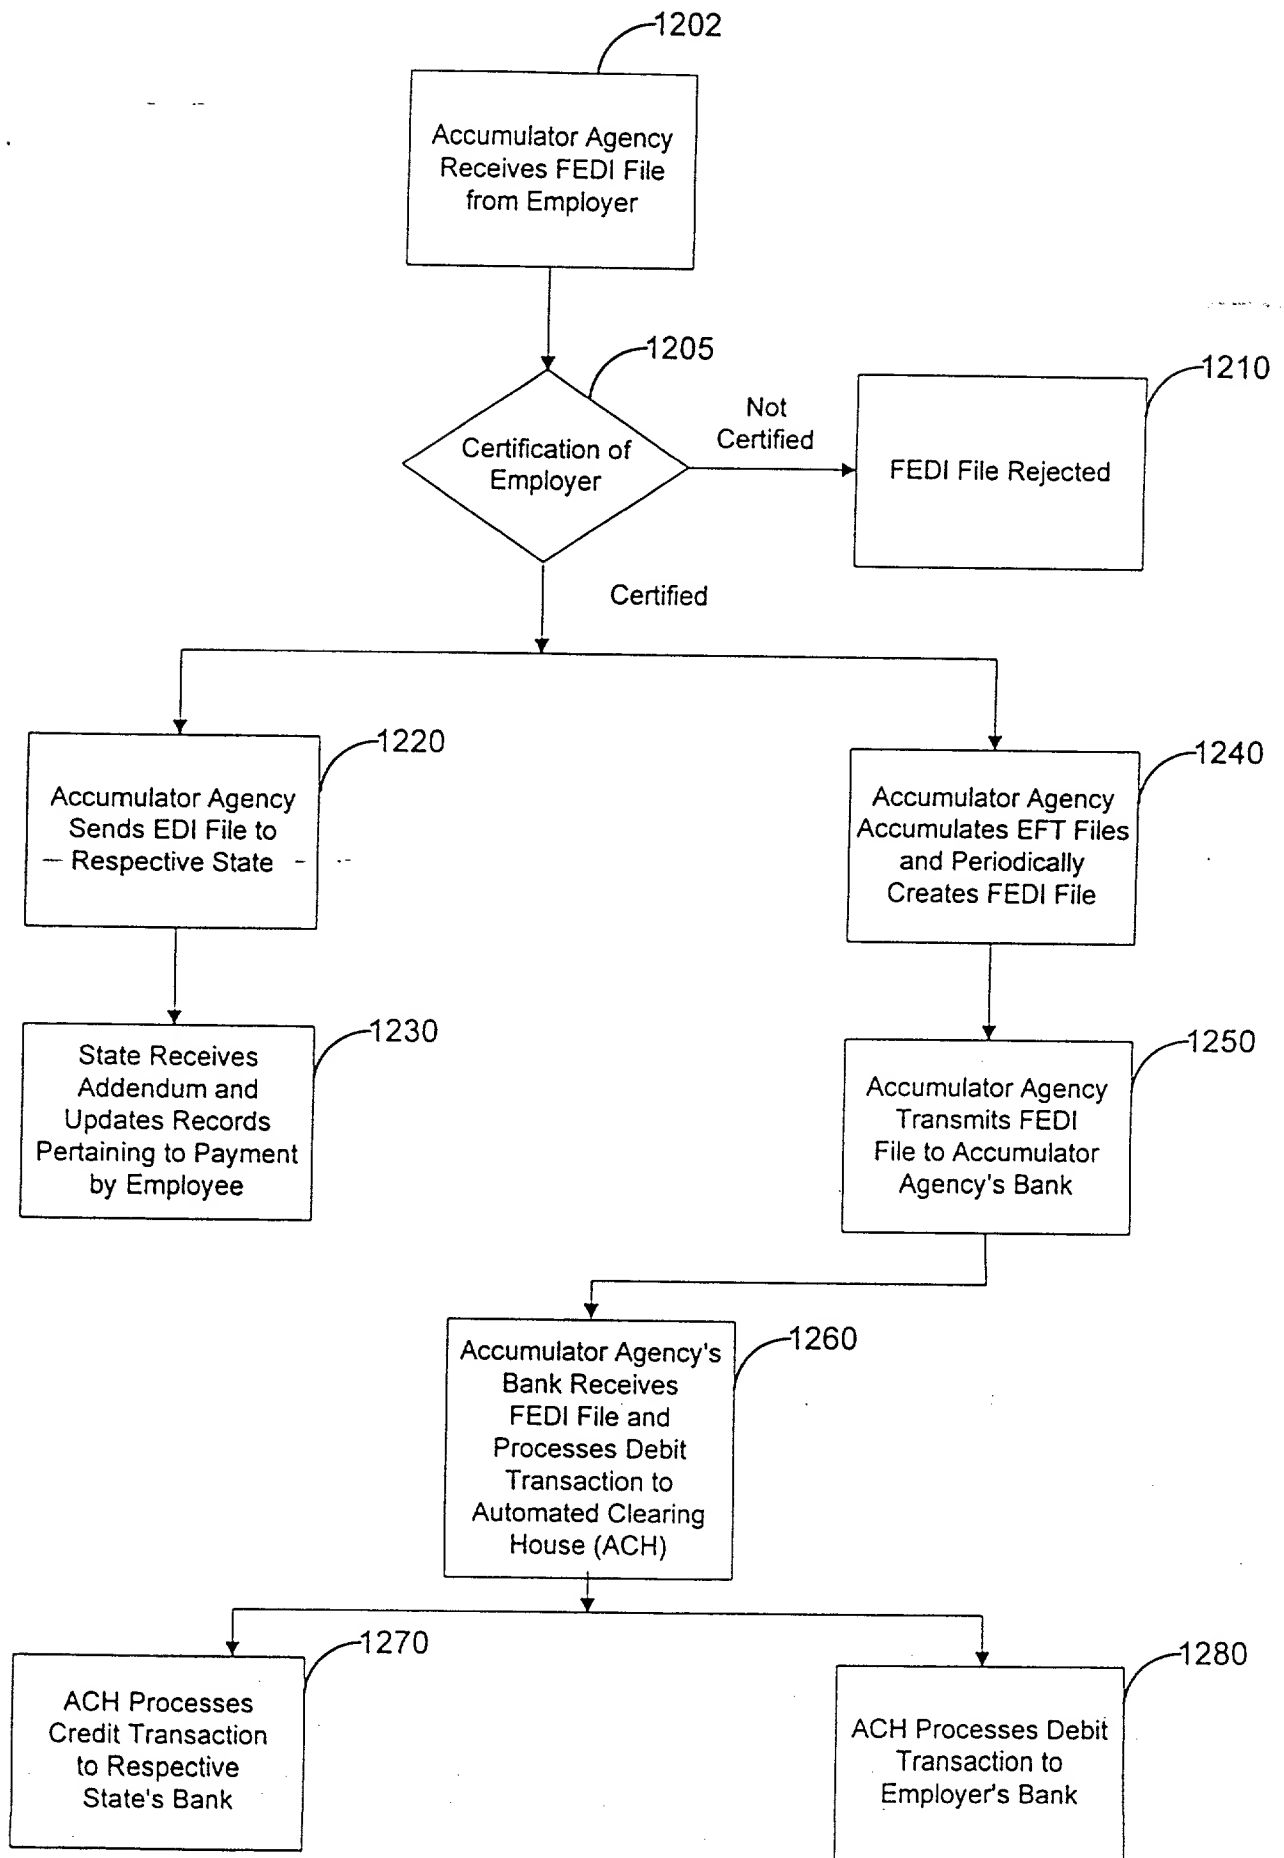 1202
Accumulator Agency
Receives FEDI File
from Employer
1205
Certification of
Employer
Not
Certified
1210
FEDI File Rejected
Certified
1220
Accumulator Agency
Sends EDI File to
Respective State
1240
Accumulator Agency
Accumulates EFT Files
and Periodically
Creates FEDI File
1230
State Receives
Addendum and
Updates Records
Pertaining to Payment
by Employee
1250
Accumulator Agency
Transmits FEDI
File to Accumulator
Agency's Bank
1260
Accumulator Agency's
Bank Receives
FEDI File and
Processes Debit
Transaction to
Automated Clearing
House (ACH)
1270
ACH Processes
Credit Transaction
to Respective
State's Bank
1280
ACH Processes Debit
Transaction to
Employer's Bank